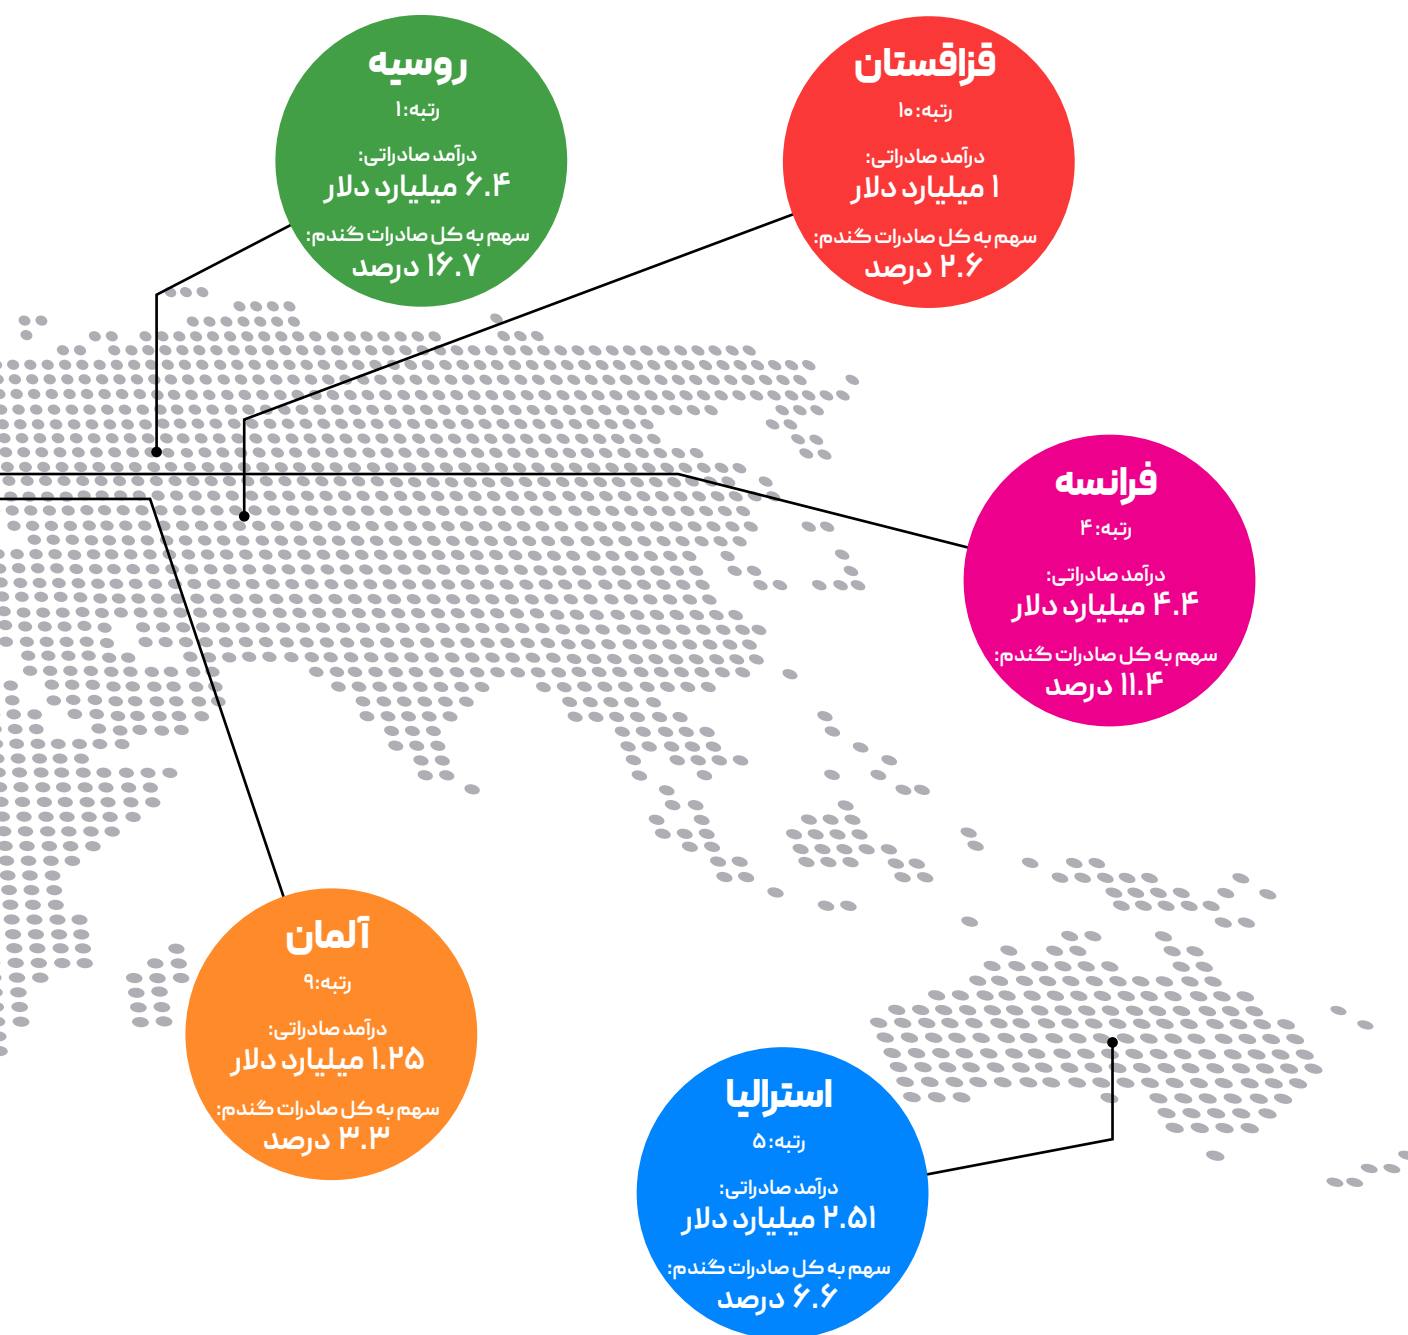 روسیه
رتبه: ۱
درآمد صادراتی:
۶.۴ میلیارد دلار
سهم به کل صادرات گندم:
۱۶.۷ درصد
قزاقستان
رتبه: ۱۰
درآمد صادراتی:
۱ میلیارد دلار
سهم به کل صادرات گندم:
۲.۶ درصد
فرانسه
رتبه: ۴
درآمد صادراتی:
۴.۴ میلیارد دلار
سهم به کل صادرات گندم:
۱۱.۴ درصد
آلمان
رتبه: ۹
درآمد صادراتی:
۱.۲۵ میلیارد دلار
سهم به کل صادرات گندم:
۳.۳ درصد
استرالیا
رتبه: ۵
درآمد صادراتی:
۲.۵۱ میلیارد دلار
سهم به کل صادرات گندم:
۶.۶ درصد